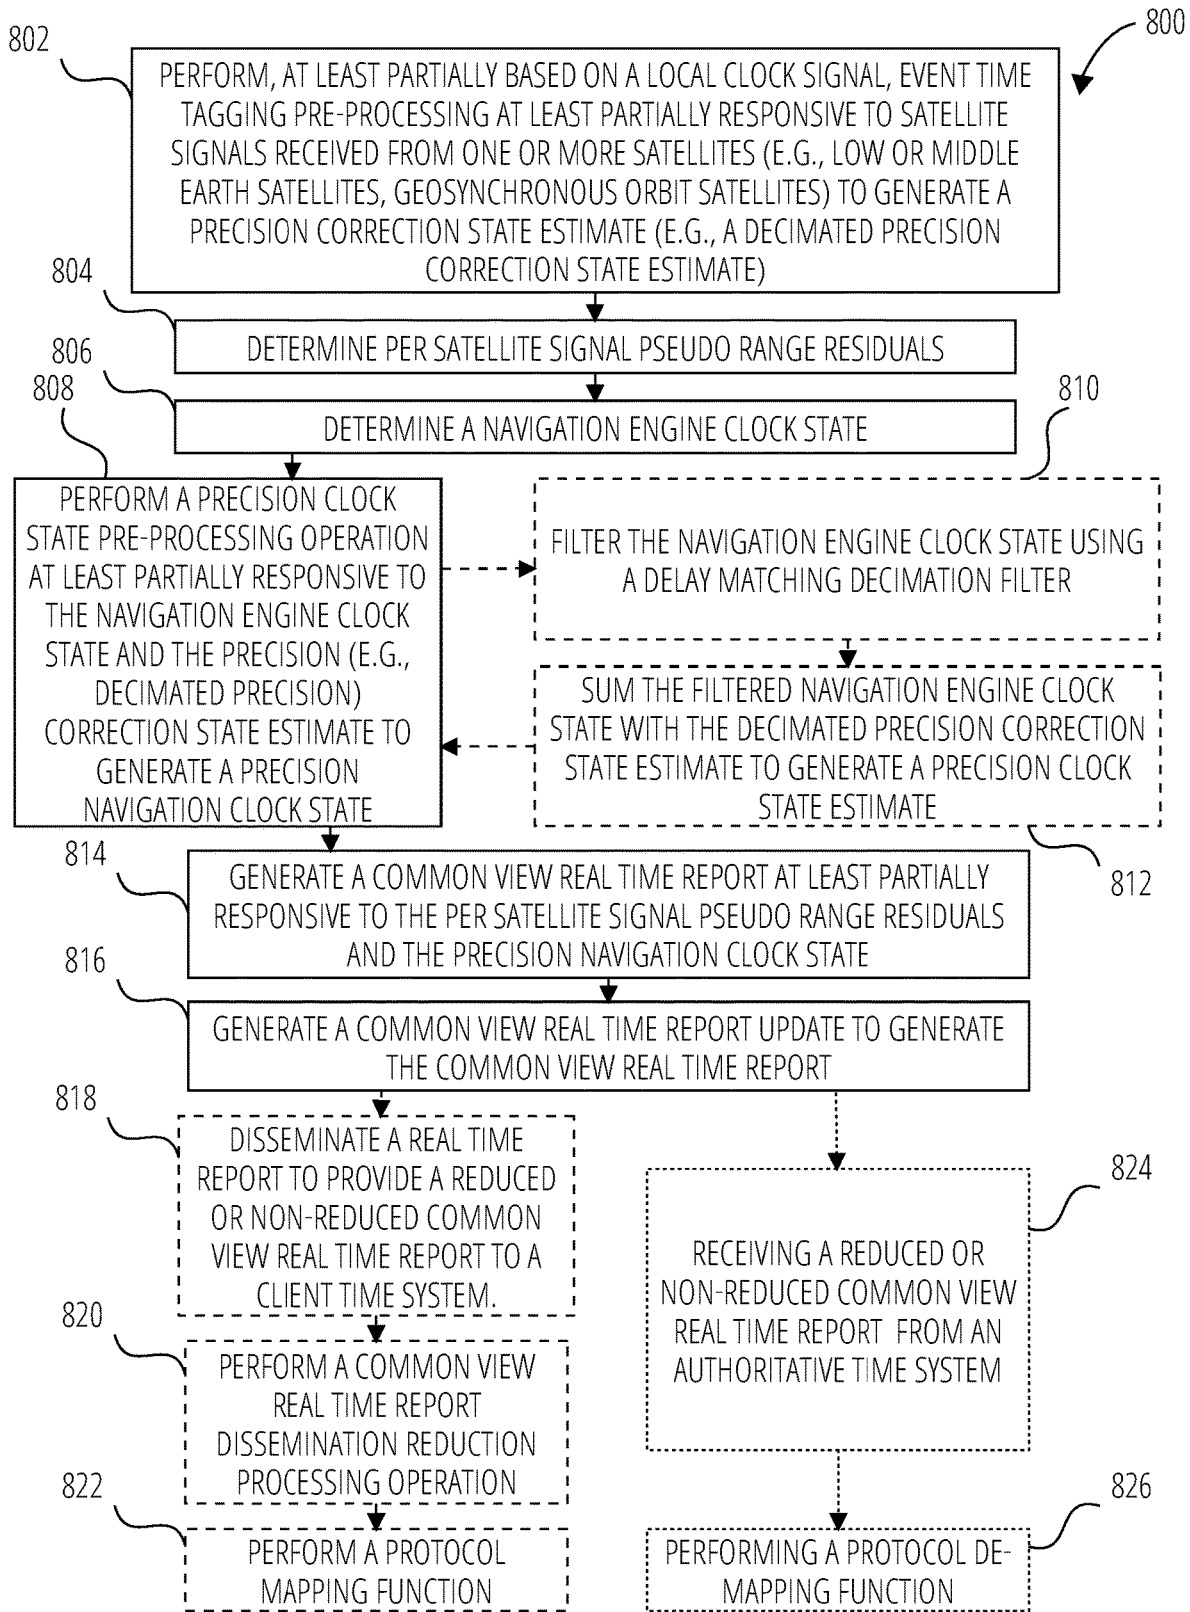 800
802
PERFORM, AT LEAST PARTIALLY BASED ON A LOCAL CLOCK SIGNAL, EVENT TIME
TAGGING PRE-PROCESSING AT LEAST PARTIALLY RESPONSIVE TO SATELLITE
SIGNALS RECEIVED FROM ONE OR MORE SATELLITES (E.G., LOW OR MIDDLE
EARTH SATELLITES, GEOSYNCHRONOUS ORBIT SATELLITES) TO GENERATE A
PRECISION CORRECTION STATE ESTIMATE (E.G., A DECIMATED PRECISION
CORRECTION STATE ESTIMATE)
804
DETERMINE PER SATELLITE SIGNAL PSEUDO RANGE RESIDUALS
806
DETERMINE A NAVIGATION ENGINE CLOCK STATE
808
PERFORM A PRECISION CLOCK
STATE PRE-PROCESSING OPERATION
AT LEAST PARTIALLY RESPONSIVE TO
THE NAVIGATION ENGINE CLOCK
STATE AND THE PRECISION (E.G.,
DECIMATED PRECISION)
CORRECTION STATE ESTIMATE TO
GENERATE A PRECISION
NAVIGATION CLOCK STATE
810
FILTER THE NAVIGATION ENGINE CLOCK STATE USING
A DELAY MATCHING DECIMATION FILTER
SUM THE FILTERED NAVIGATION ENGINE CLOCK
STATE WITH THE DECIMATED PRECISION CORRECTION
STATE ESTIMATE TO GENERATE A PRECISION CLOCK
STATE ESTIMATE
812
814
GENERATE A COMMON VIEW REAL TIME REPORT AT LEAST PARTIALLY
RESPONSIVE TO THE PER SATELLITE SIGNAL PSEUDO RANGE RESIDUALS
AND THE PRECISION NAVIGATION CLOCK STATE
816
GENERATE A COMMON VIEW REAL TIME REPORT UPDATE TO GENERATE
THE COMMON VIEW REAL TIME REPORT
818
DISSEMINATE A REAL TIME
REPORT TO PROVIDE A REDUCED
OR NON-REDUCED COMMON
VIEW REAL TIME REPORT TO A
CLIENT TIME SYSTEM.
820
PERFORM A COMMON VIEW
REAL TIME REPORT
DISSEMINATION REDUCTION
PROCESSING OPERATION
822
PERFORM A PROTOCOL
MAPPING FUNCTION
824
RECEIVING A REDUCED OR
NON-REDUCED COMMON VIEW
REAL TIME REPORT FROM AN
AUTHORITATIVE TIME SYSTEM
826
PERFORMING A PROTOCOL DE-
MAPPING FUNCTION